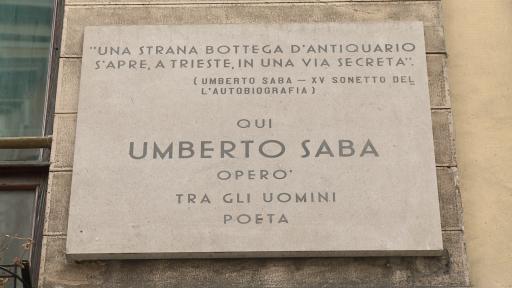 "UNA STRANA BOTTEGA D'ANTIQUARIO
S'APRE, A TRIESTE, IN UNA VIA SECRETA".
(UMBERTO SABA – XV SONETTO DEL
L'AUTOBIOGRAFIA)
QUI
UMBERTO SABA
OPERO'
TRA GLI UOMINI
POETA